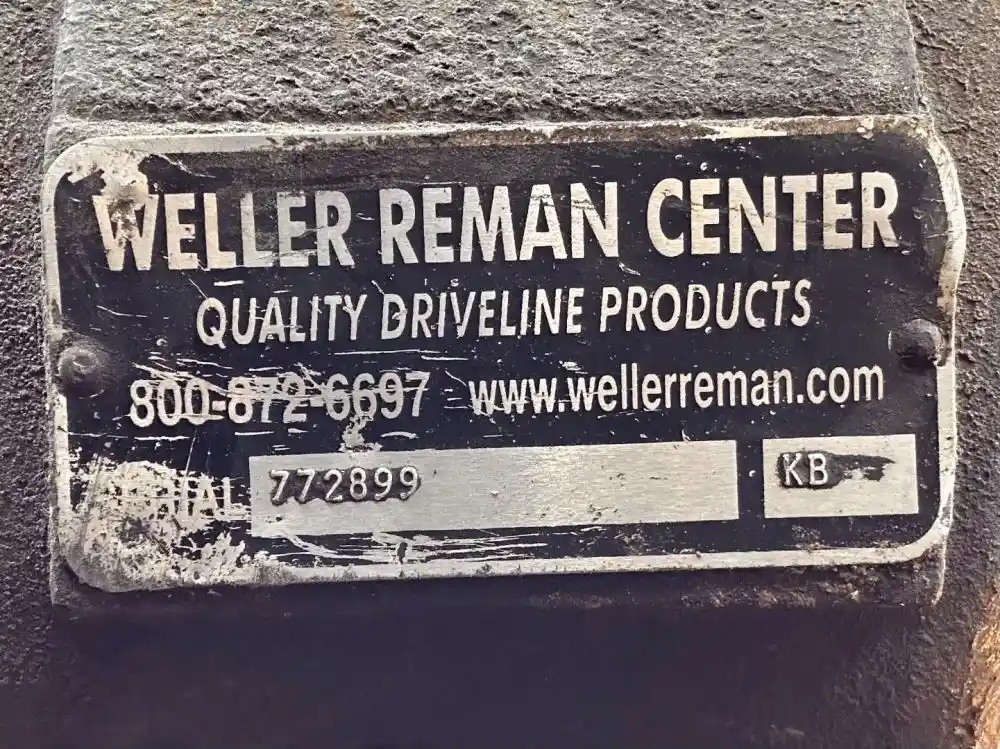 WELLER REMAN CENTER
QUALITY DRIVELINE PRODUCTS
800-872-6697 www.wellerreman.com
772899 KB